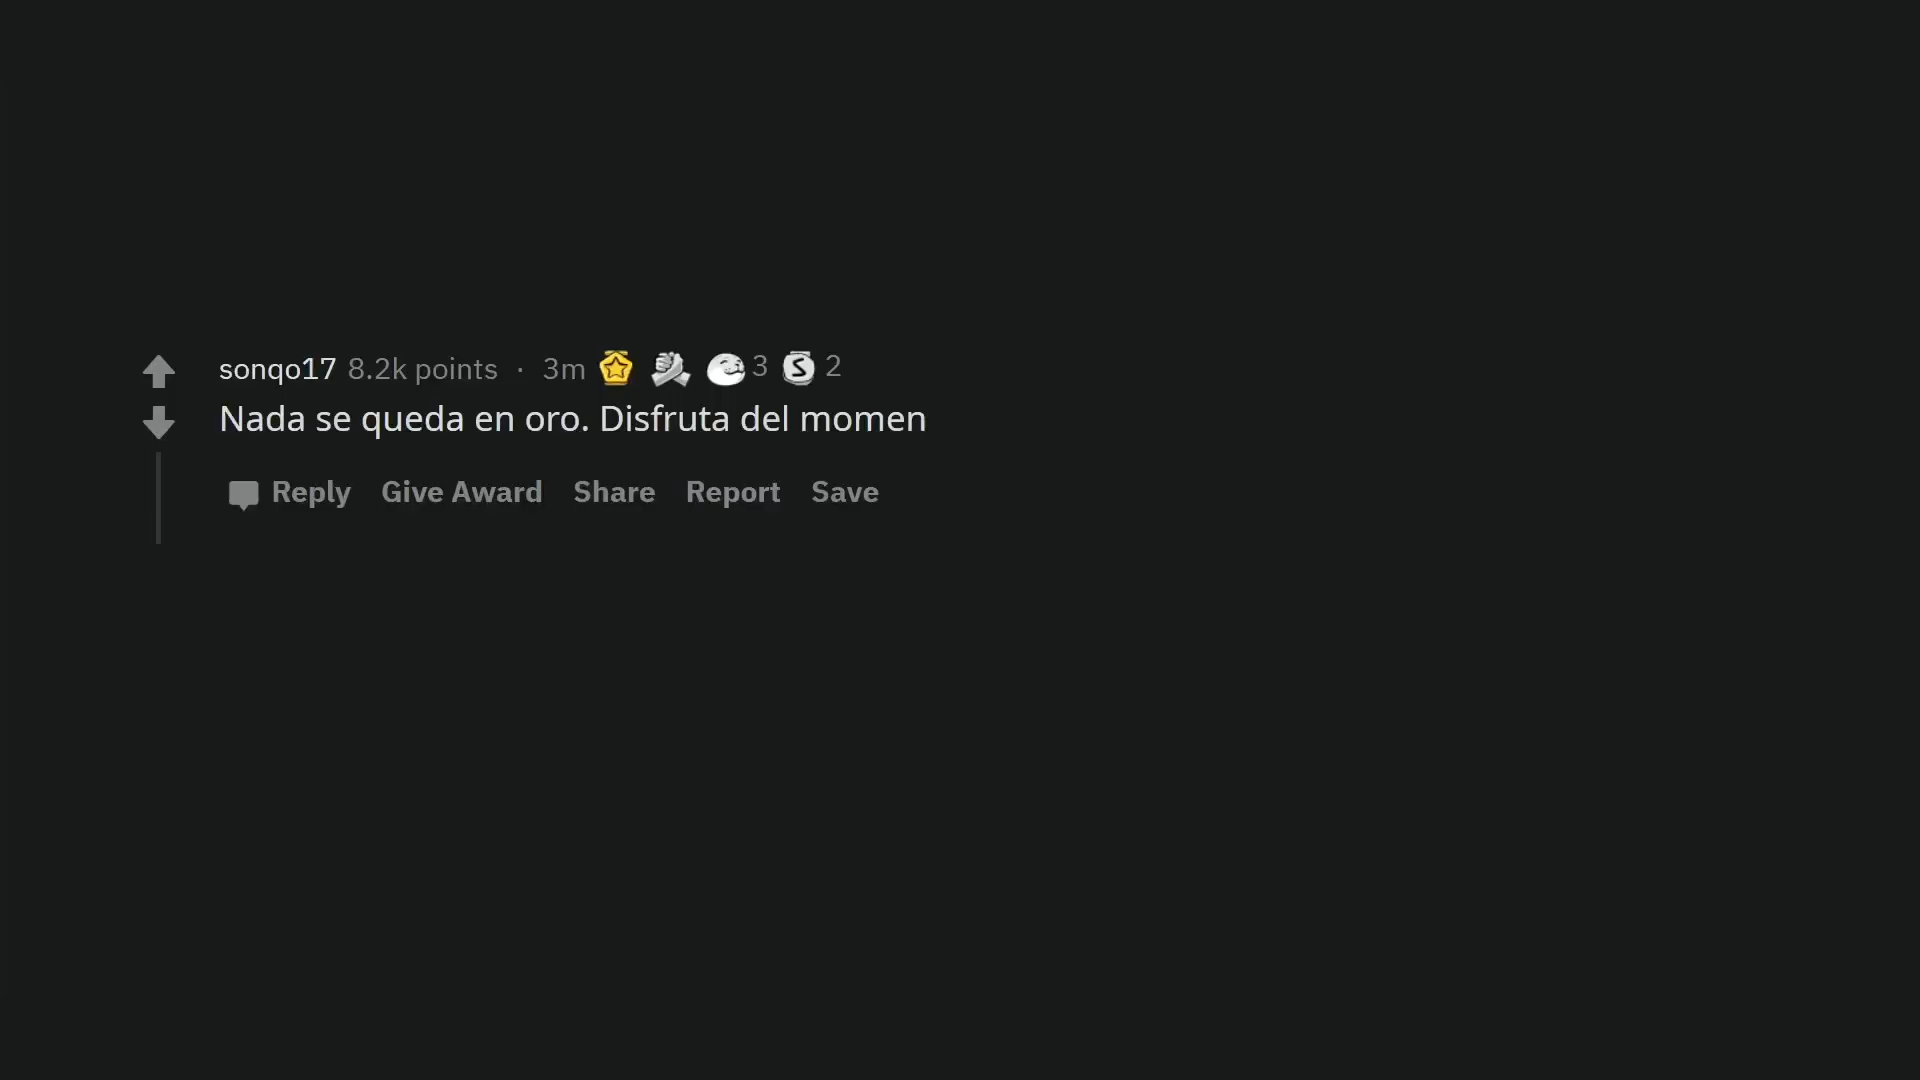 sonqo17 8.2k points · 3m 3 2
Nada se queda en oro. Disfruta del momen
Reply Give Award Share Report Save